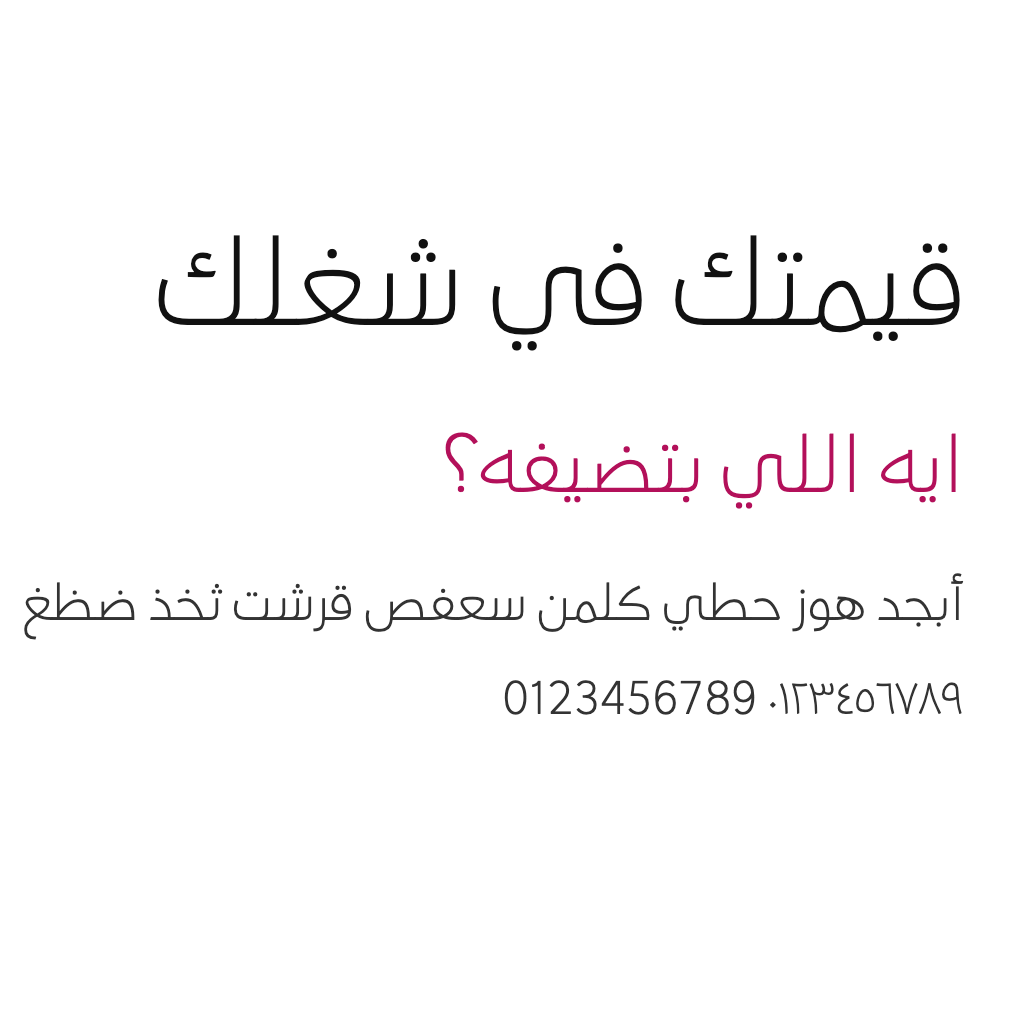 قيمتك في شغلك
ايه اللي بتضيفه؟
أبجد هوز حطي كلمن سعفص قرشت ثخذ ضظغ
٠١٢٣٤٥٦٧٨٩ 0123456789